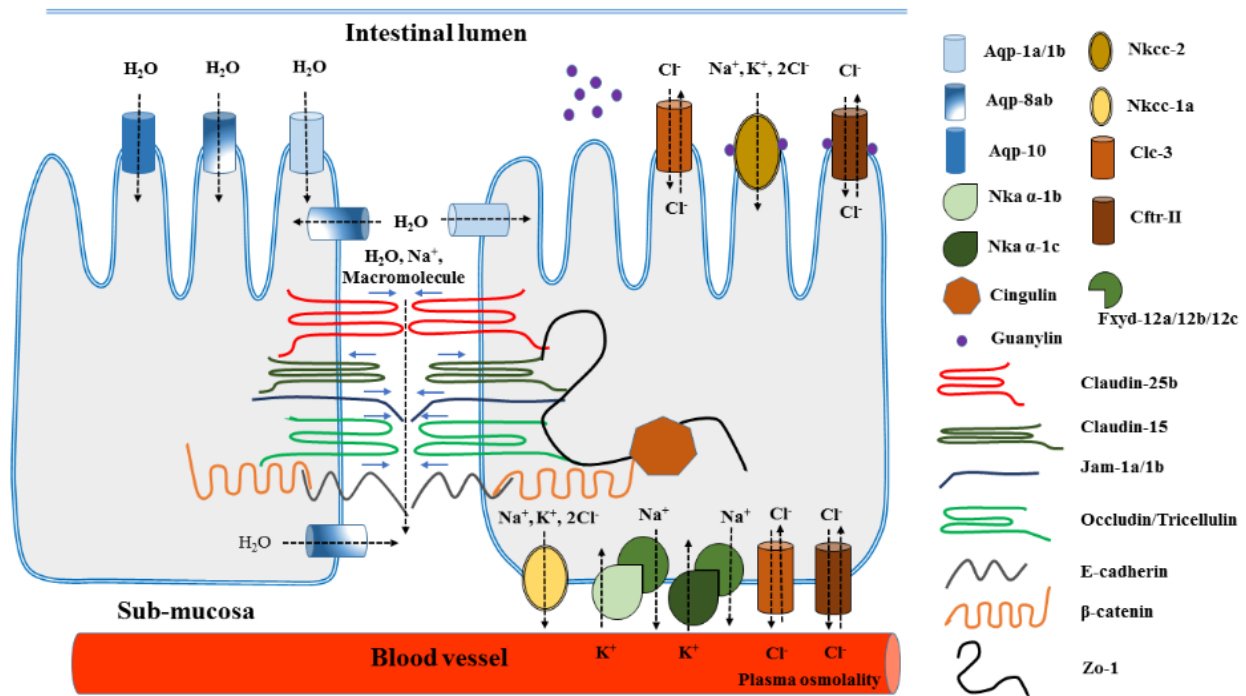 Intestinal lumen
H₂O
H₂O
H₂O
Cl⁻
Na⁺, K⁺, 2Cl⁻
Cl⁻
Cl⁻
Cl⁻
H₂O
H₂O, Na⁺,
Macromolecule
Na⁺, K⁺, 2Cl⁻
Na⁺
Na⁺
Cl⁻
Cl⁻
H₂O
Sub-mucosa
Blood vessel
K⁺
K⁺
Cl⁻
Cl⁻
Plasma osmolality
Aqp-1a/1b
Nkcc-2
Aqp-8ab
Nkcc-1a
Aqp-10
Clc-3
Nka α-1b
Cftr-II
Nka α-1c
Cingulin
Fxyd-12a/12b/12c
Guanylin
Claudin-25b
Claudin-15
Jam-1a/1b
Occludin/Tricellulin
E-cadherin
β-catenin
Zo-1